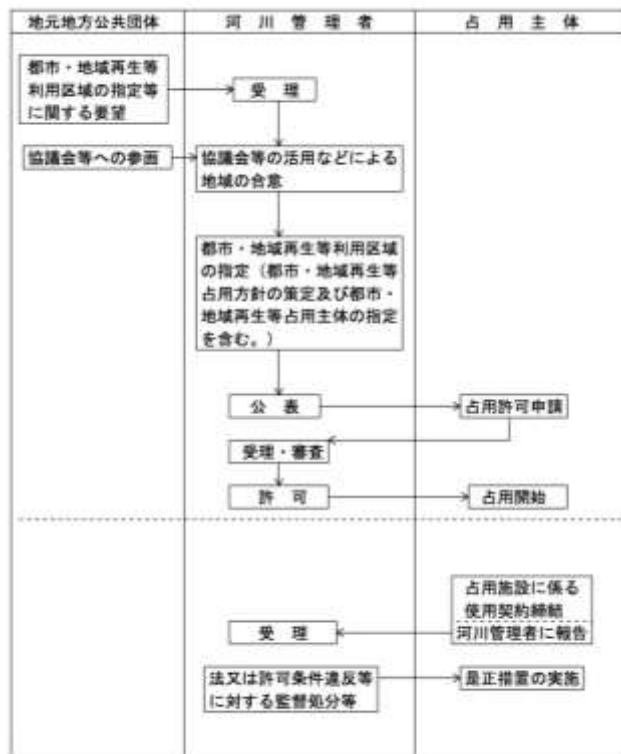 地元地方公共団体
河川管理者
占用主体
都市・地域再生等
利用区域の指定等
に関する要望
受理
協議会等への参画
協議会等の活用などによる
地域の合意
都市・地域再生等利用区域
の指定（都市・地域再生等
占用方針の策定及び都市・
地域再生等占用主体の指定
を含む。）
公表
占用許可申請
受理・審査
許可
占用開始
占用施設に係る
使用契約締結
河川管理者に報告
受理
法又は許可条件違反等
に対する監督処分等
是正措置の実施